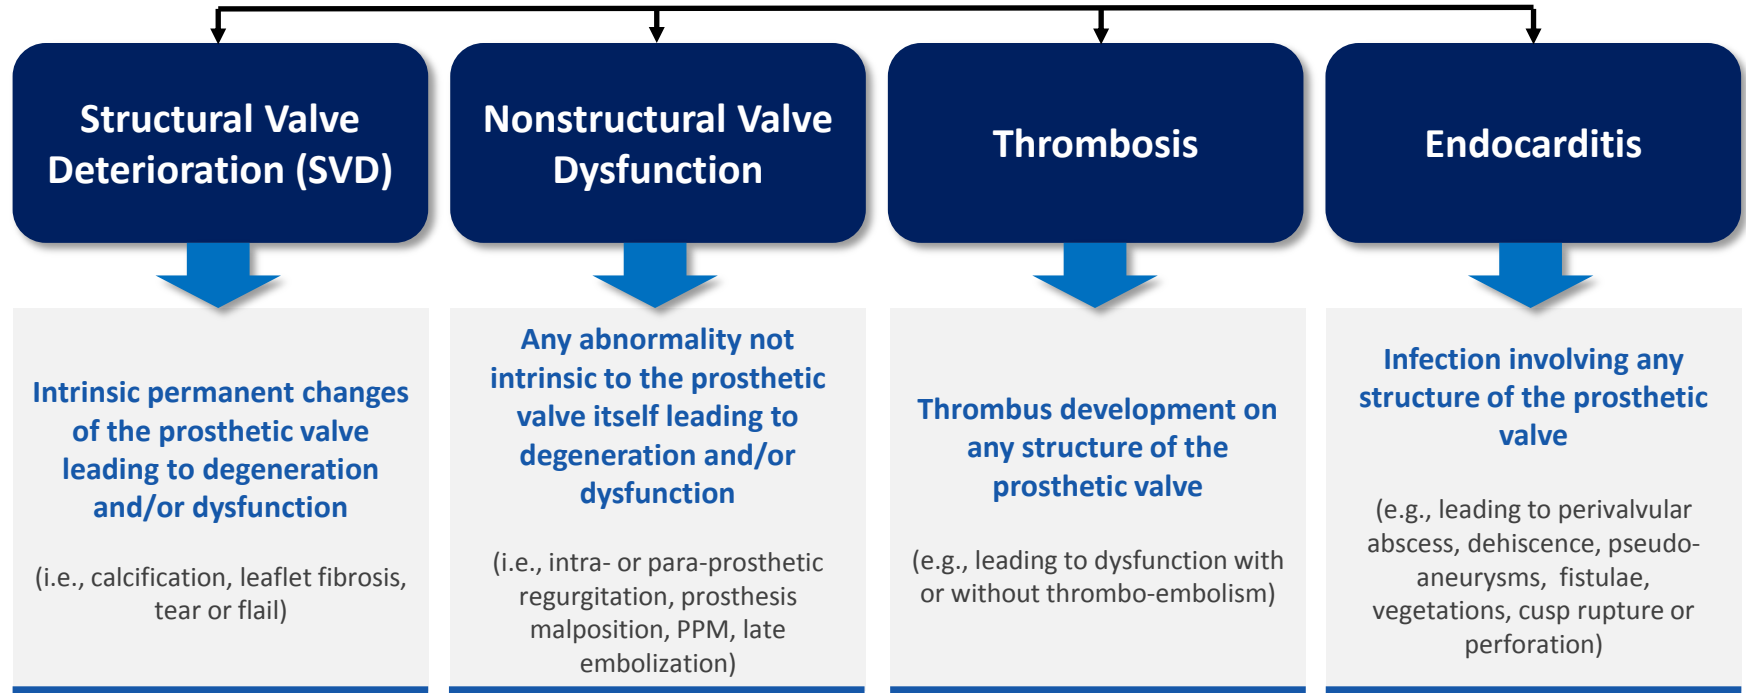 Structural Valve
Deterioration (SVD)
Intrinsic permanent changes
of the prosthetic valve
leading to degeneration
and/or dysfunction
(i.e., calcification, leaflet fibrosis,
tear or flail)
Nonstructural Valve
Dysfunction
Any abnormality not
intrinsic to the prosthetic
valve itself leading to
degeneration and/or
dysfunction
(i.e., intra- or para-prosthetic
regurgitation, prosthesis
malposition, PPM, late
embolization)
Thrombosis
Thrombus development on
any structure of the
prosthetic valve
(e.g., leading to dysfunction with
or without thrombo-embolism)
Endocarditis
Infection involving any
structure of the prosthetic
valve
(e.g., leading to perivalvular
abscess, dehiscence, pseudo-
aneurysms, fistulae,
vegetations, cusp rupture or
perforation)